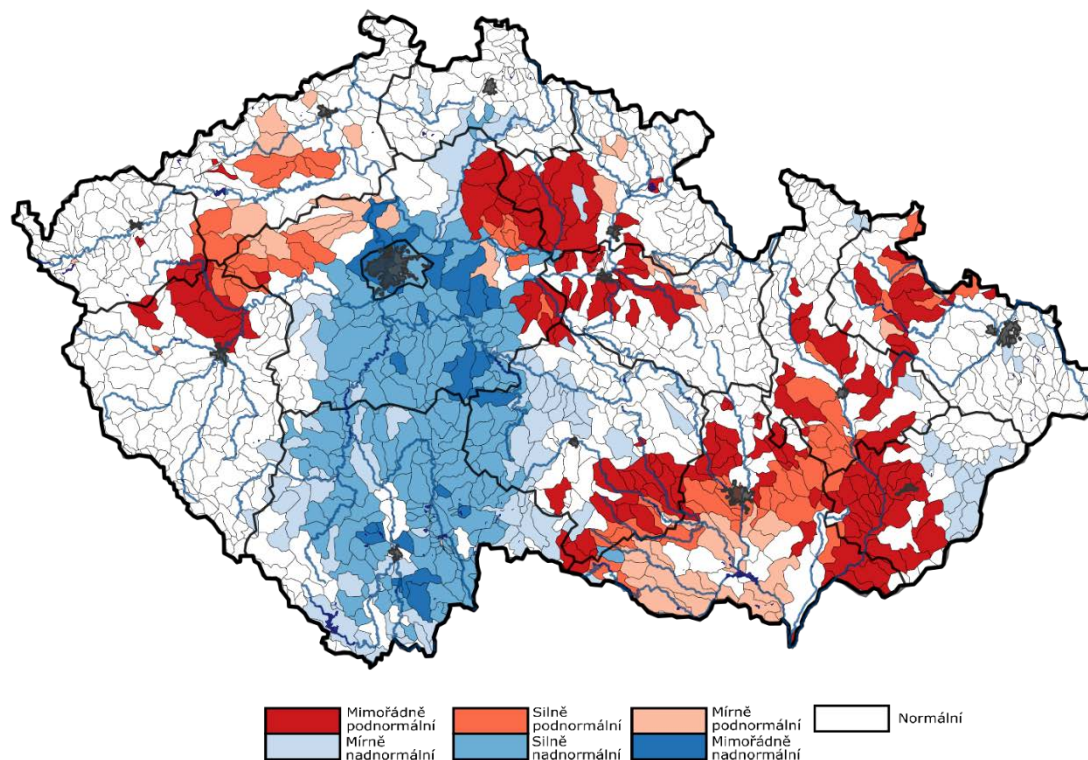 Mimořádně
podnormální
Silně
podnormální
Mírně
podnormální
Normální
Mírně
nadnormální
Silně
nadnormální
Mimořádně
nadnormální